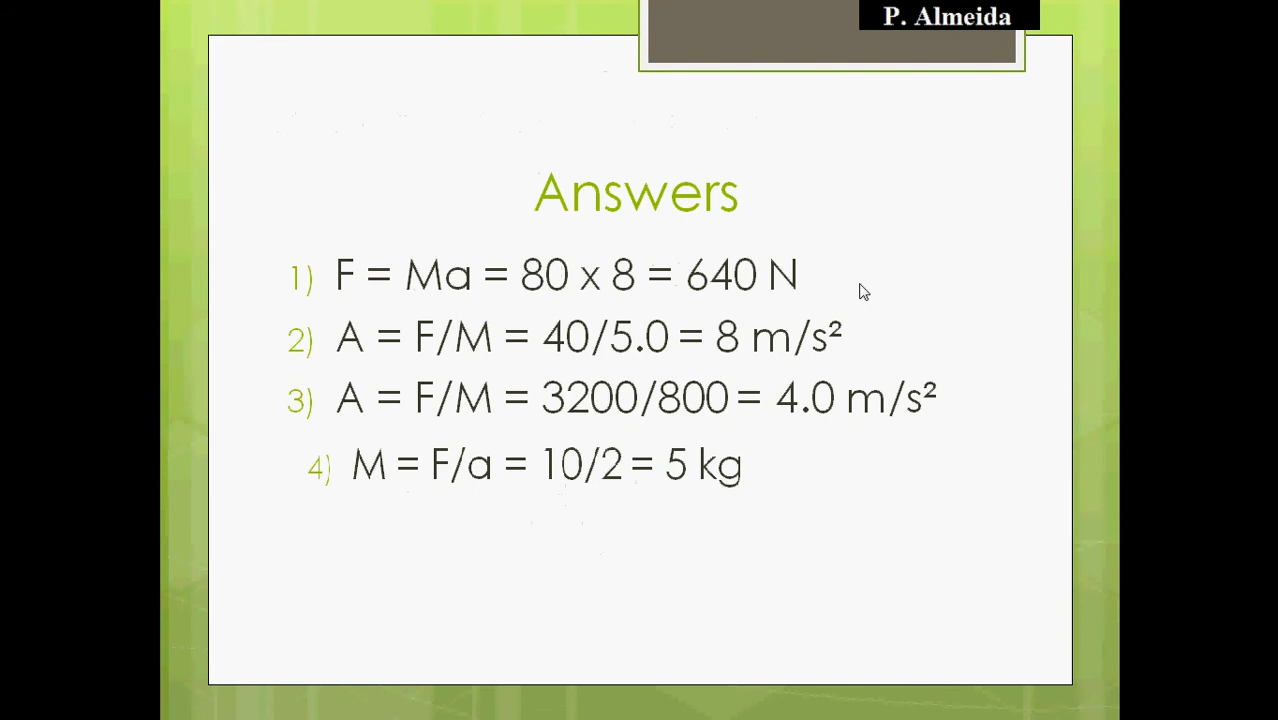 P. Almeida
Answers
1) F = Ma = 80 x 8 = 640 N
2) A = F/M = 40/5.0 = 8 m/s²
3) A = F/M = 3200/800 = 4.0 m/s²
4) M = F/a = 10/2 = 5 kg